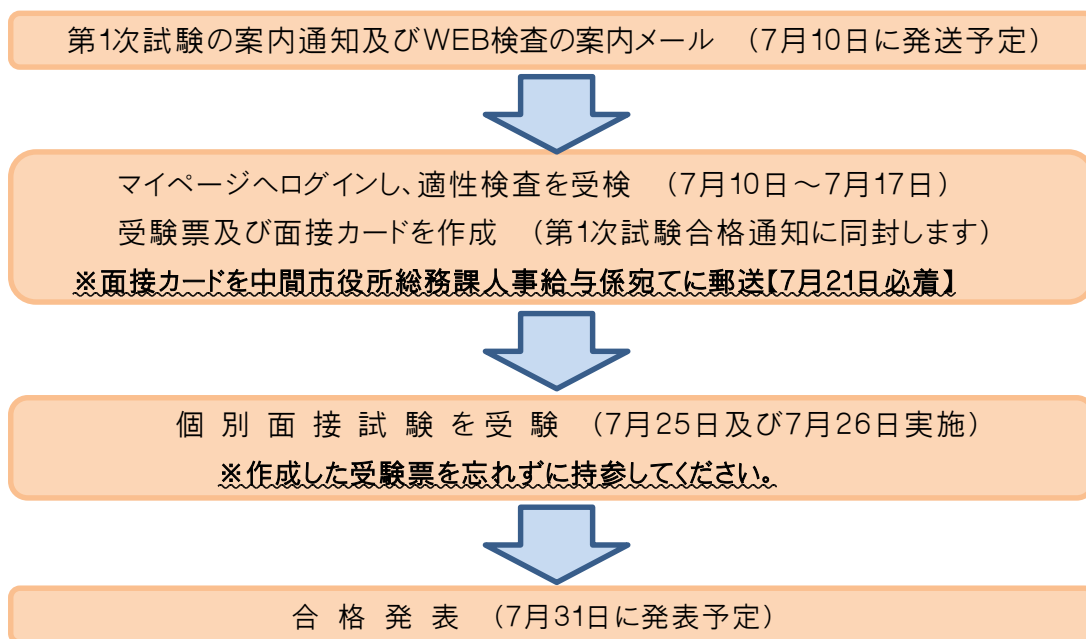 第1次試験の案内通知及びWEB検査の案内メール （7月10日に発送予定）
マイページへログインし、適性検査を受検 （7月10日～7月17日）
受験票及び面接カードを作成 （第1次試験合格通知に同封します）
※面接カードを中間市役所総務課人事給与係宛てに郵送【7月21日必着】
個 別 面 接 試 験 を 受 験 （7月25日及び7月26日実施）
※作成した受験票を忘れずに持参してください。
合 格 発 表 （7月31日に発表予定）